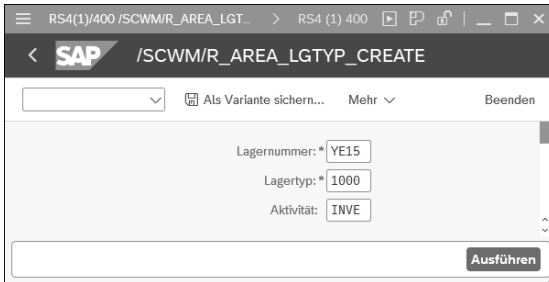 RS4(1)/400 /SCWM/R_AREA_LGT... > RS4 (1) 400
< SAP /SCWM/R_AREA_LGTYP_CREATE
Als Variante sichern... Mehr Beenden
Lagernummer: * YE15
Lagertyp: * 1000
Aktivität: INVE
Ausführen